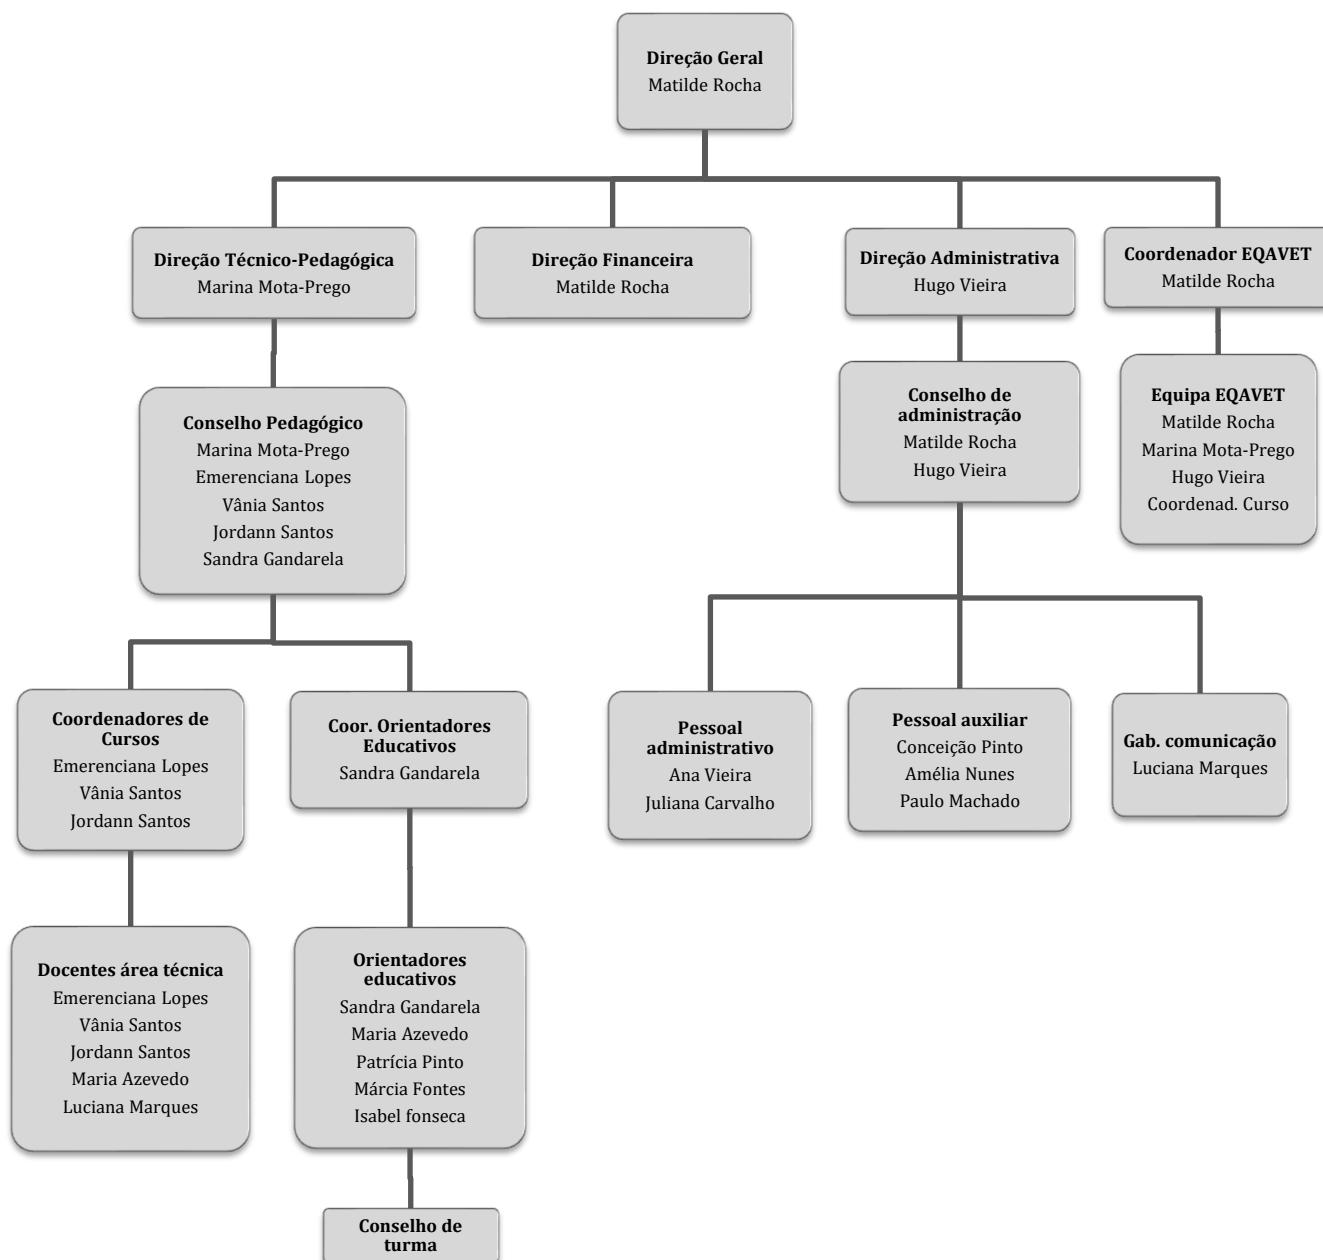 Direção Geral
Matilde Rocha
Direção Técnico-Pedagógica
Marina Mota-Prego
Direção Financeira
Matilde Rocha
Direção Administrativa
Hugo Vieira
Coordenador EQAVET
Matilde Rocha
Conselho Pedagógico
Marina Mota-Prego
Emerenciana Lopes
Vânia Santos
Jordann Santos
Sandra Gandarela
Conselho de
administração
Matilde Rocha
Hugo Vieira
Equipa EQAVET
Matilde Rocha
Marina Mota-Prego
Hugo Vieira
Coordenad. Curso
Coordenadores de
Cursos
Emerenciana Lopes
Vânia Santos
Jordann Santos
Coor. Orientadores
Educativos
Sandra Gandarela
Pessoal
administrativo
Ana Vieira
Juliana Carvalho
Pessoal auxiliar
Conceição Pinto
Amélia Nunes
Paulo Machado
Gab. comunicação
Luciana Marques
Docentes área técnica
Emerenciana Lopes
Vânia Santos
Jordann Santos
Maria Azevedo
Luciana Marques
Orientadores
educativos
Sandra Gandarela
Maria Azevedo
Patrícia Pinto
Márcia Fontes
Isabel fonseca
Conselho de
turma